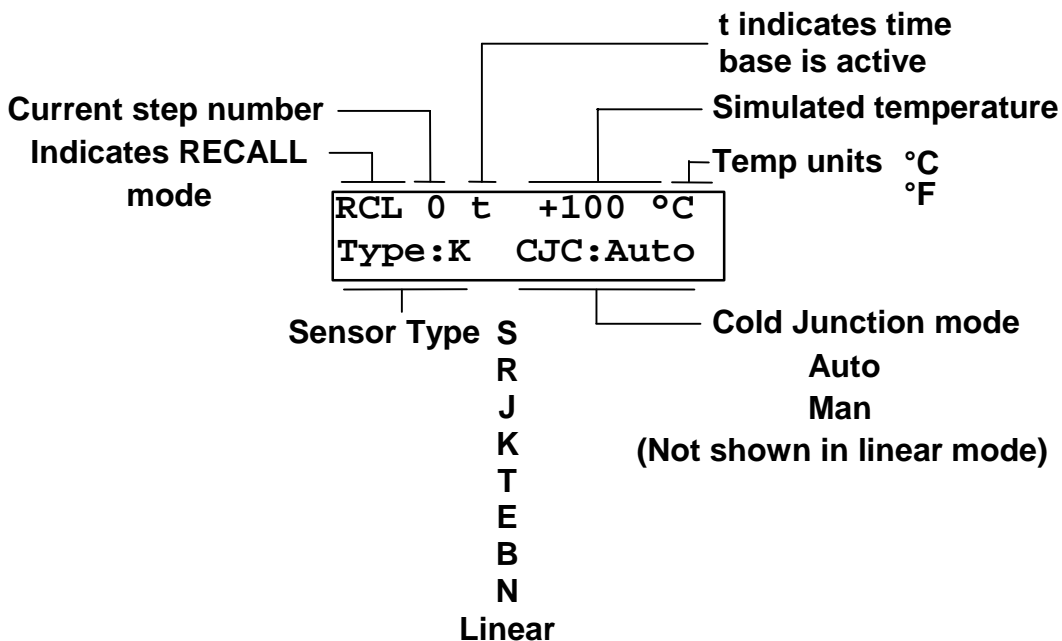 t indicates time
base is active
Current step number
Simulated temperature
Indicates RECALL
mode
Temp units °C
°F
RCL 0 t +100 °C
Type:K CJC:Auto
Sensor Type S
R
J
K
T
E
B
N
Linear
Cold Junction mode
Auto
Man
(Not shown in linear mode)